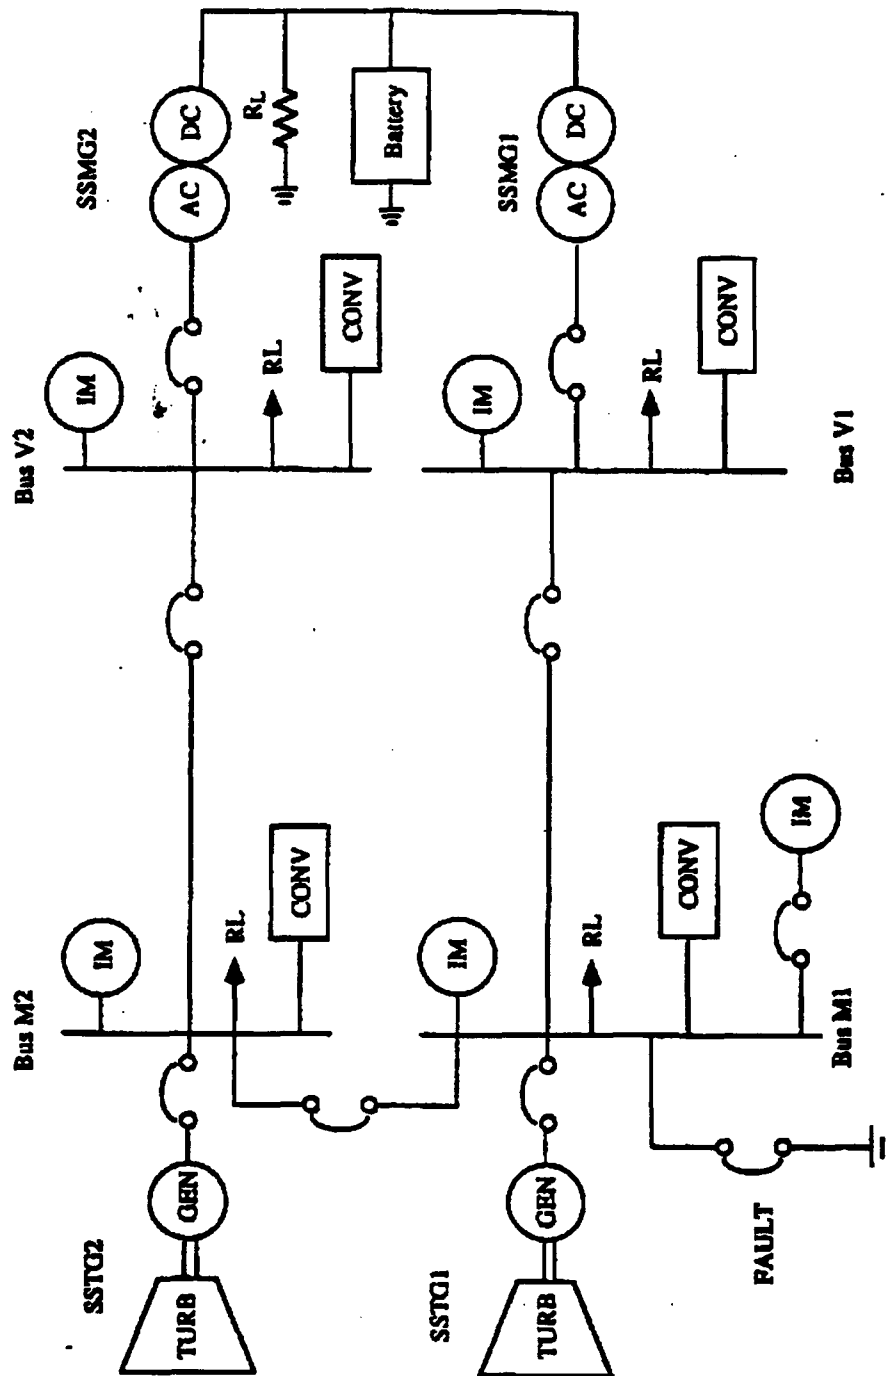 SSMG2
AC
DC
R_L
Battery
SSMG1
AC
DC
Bus V2
IM
RL
CONV
IM
RL
CONV
Bus V1
Bus M2
IM
RL
CONV
IM
RL
CONV
IM
Bus M1
SSTG2
TURB
GEN
SSTG1
TURB
GEN
FAULT